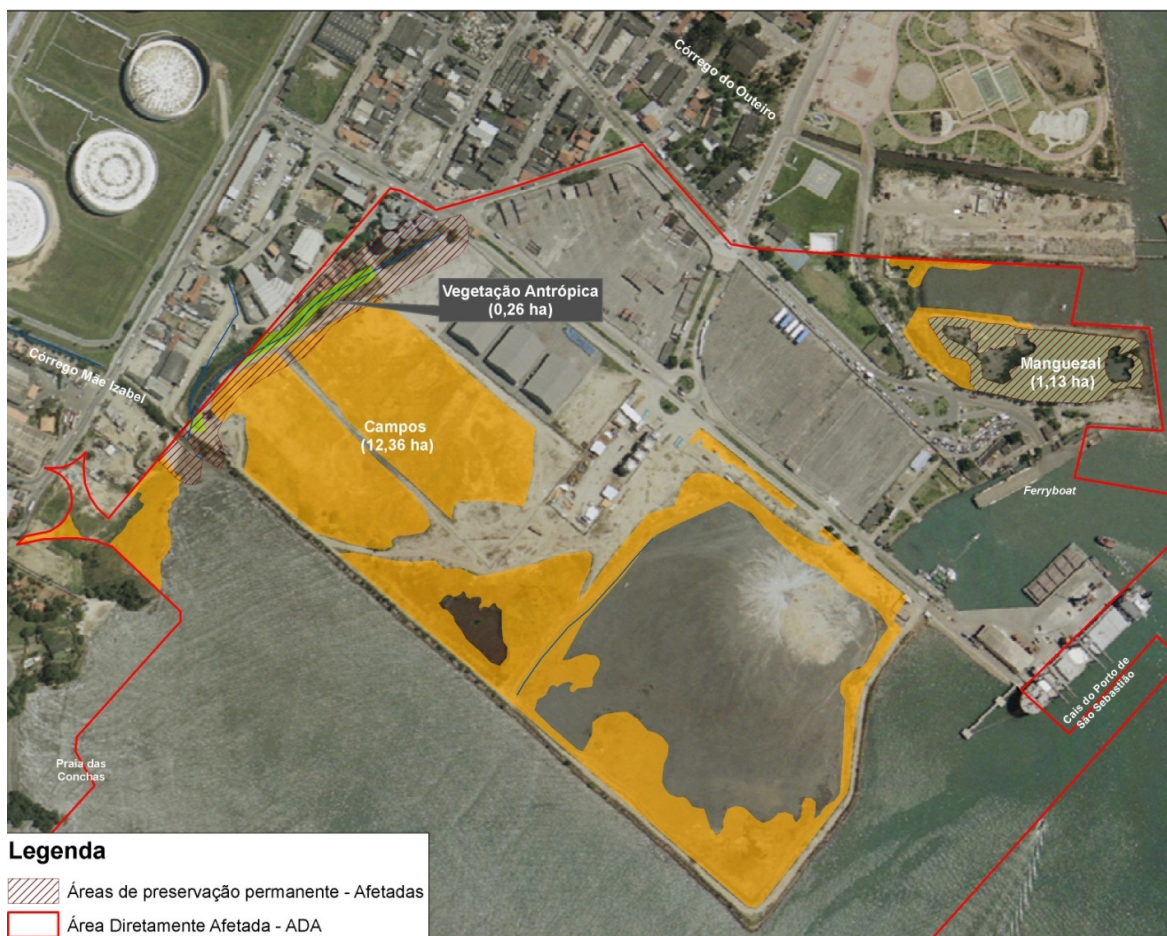 Córrego do Outeiro
Vegetação Antrópica
(0,26 ha)
Manguezal
(1,13 ha)
Córrego Mãe Izabel
Campos
(12,36 ha)
Ferryboat
Cais do Porto de
São Sebastião
Praia das
Conchas
Legenda
Áreas de preservação permanente - Afetadas
Área Diretamente Afetada - ADA